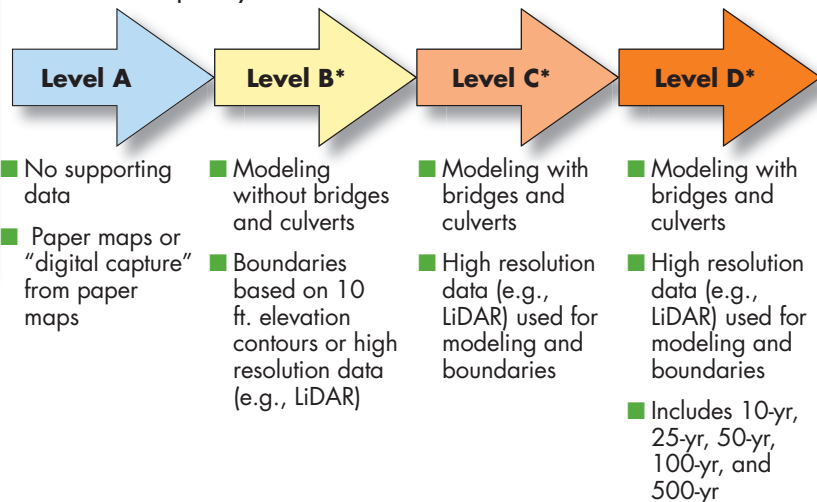 Level A
Level B*
Level C*
Level D*
No supporting
data
Paper maps or
“digital capture”
from paper
maps
Modeling
without bridges
and culverts
Boundaries
based on 10
ft. elevation
contours or high
resolution data
(e.g., LiDAR)
Modeling with
bridges and
culverts
High resolution
data (e.g.,
LiDAR) used for
modeling and
boundaries
Modeling with
bridges and
culverts
High resolution
data (e.g.,
LiDAR) used for
modeling and
boundaries
Includes 10-yr,
25-yr, 50-yr,
100-yr, and
500-yr